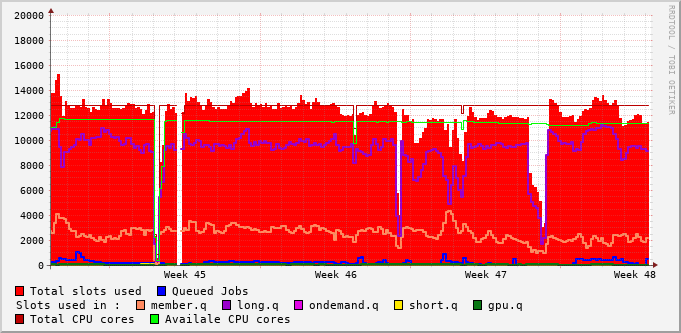 20000
18000
16000
14000
12000
10000
8000
6000
4000
2000
0
RRDTOOL / TOBI OETIKER
Week 45 Week 46 Week 47 Week 48
Total slots used Queued Jobs
Slots used in : member.q long.q ondemand.q short.q gpu.q
Total CPU cores Availale CPU cores